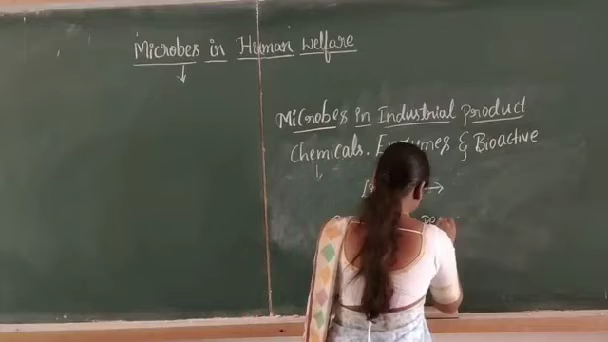 Microbes in Human welfare
Microbes in Industrial Product
Chemicals. Enzymes & Bioactive